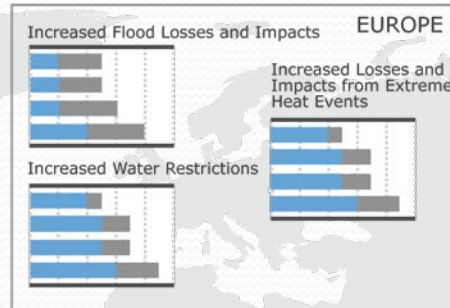 EUROPE
Increased Flood Losses and Impacts
Increased Losses and
Impacts from Extreme
Heat Events
Increased Water Restrictions